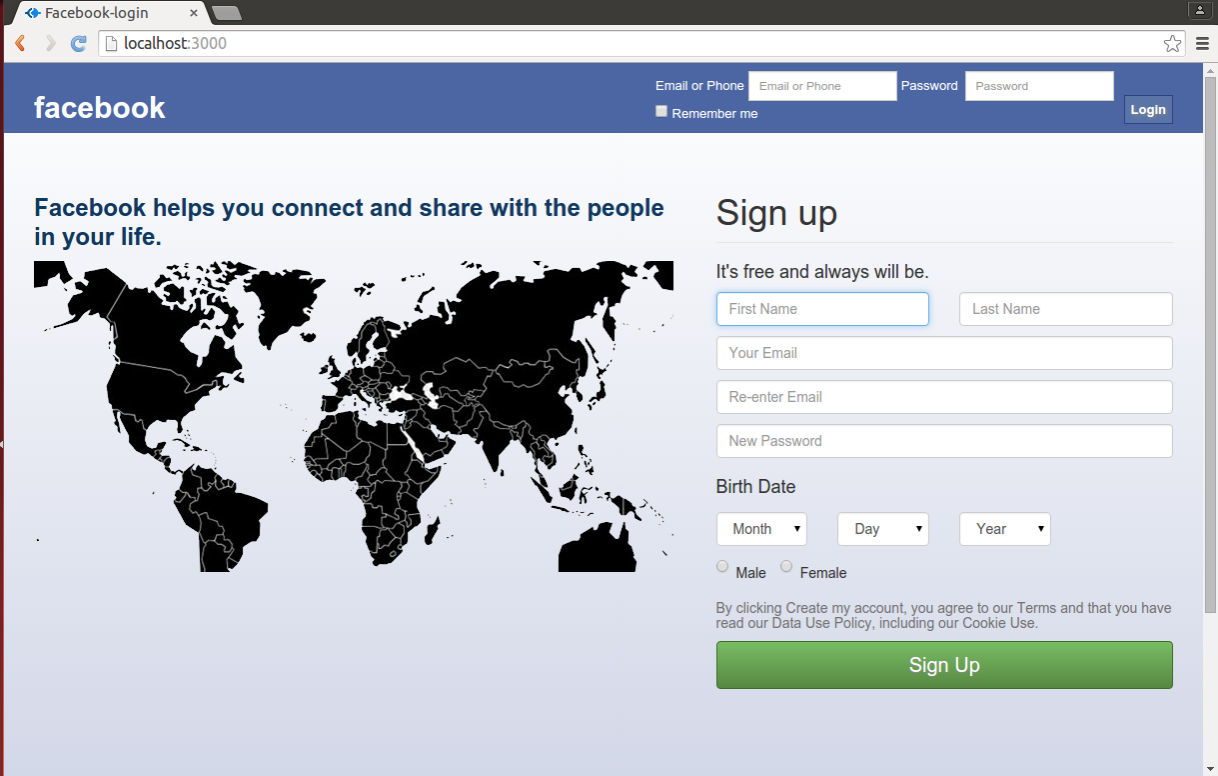 Facebook-login
localhost:3000
Email or Phone Email or Phone Password Password
facebook
Remember me
Login
Facebook helps you connect and share with the people
in your life.
Sign up
It's free and always will be.
First Name Last Name
Your Email
Re-enter Email
New Password
Birth Date
Month Day Year
Male Female
By clicking Create my account, you agree to our Terms and that you have
read our Data Use Policy, including our Cookie Use.
Sign Up